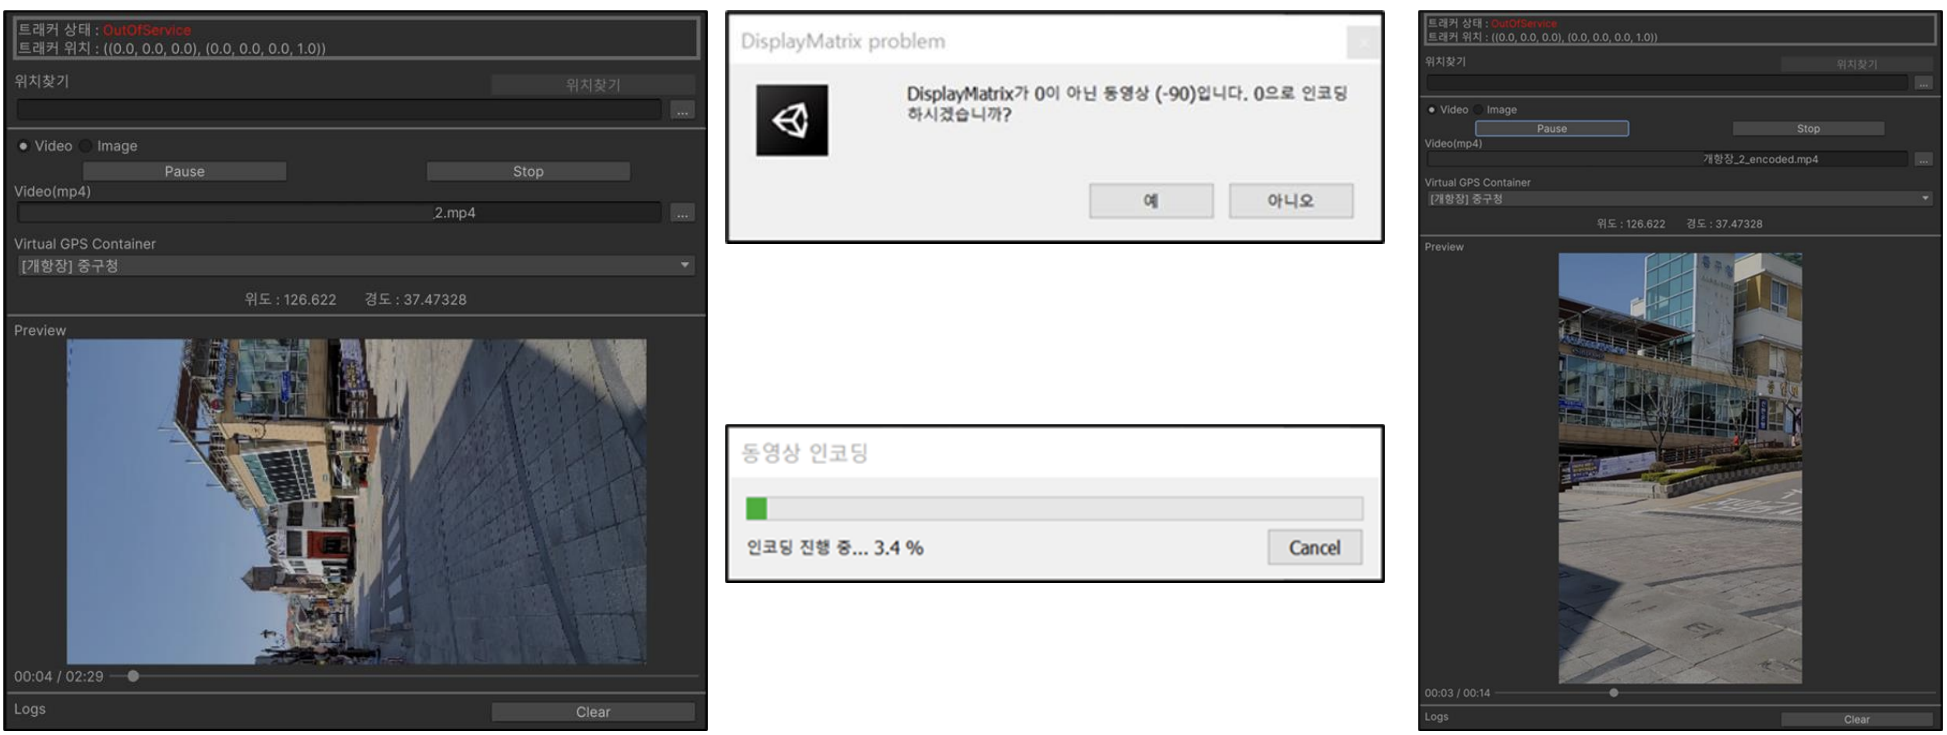 트래커 상태 : OutOfService
트래커 위치 : ((0.0, 0.0, 0.0), (0.0, 0.0, 0.0, 1.0))
위치찾기
위치찾기
...
Video Image
Pause Stop
Video(mp4)
_2.mp4 ...
Virtual GPS Container
[개항장] 중구청
위도 : 126.622 경도 : 37.47328
Preview
00:04 / 02:29
Logs
Clear
DisplayMatrix problem
DisplayMatrix가 0이 아닌 동영상 (-90)입니다. 0으로 인코딩
하시겠습니까?
예 아니오
동영상 인코딩
인코딩 진행 중... 3.4 %
Cancel
트래커 상태 : OutOfService
트래커 위치 : ((0.0, 0.0, 0.0), (0.0, 0.0, 0.0, 1.0))
위치찾기
위치찾기
...
Video Image
Pause Stop
Video(mp4)
개항장_2_encoded.mp4 ...
Virtual GPS Container
[개항장] 중구청
위도 : 126.622 경도 : 37.47328
Preview
00:03 / 00:14
Logs
Clear